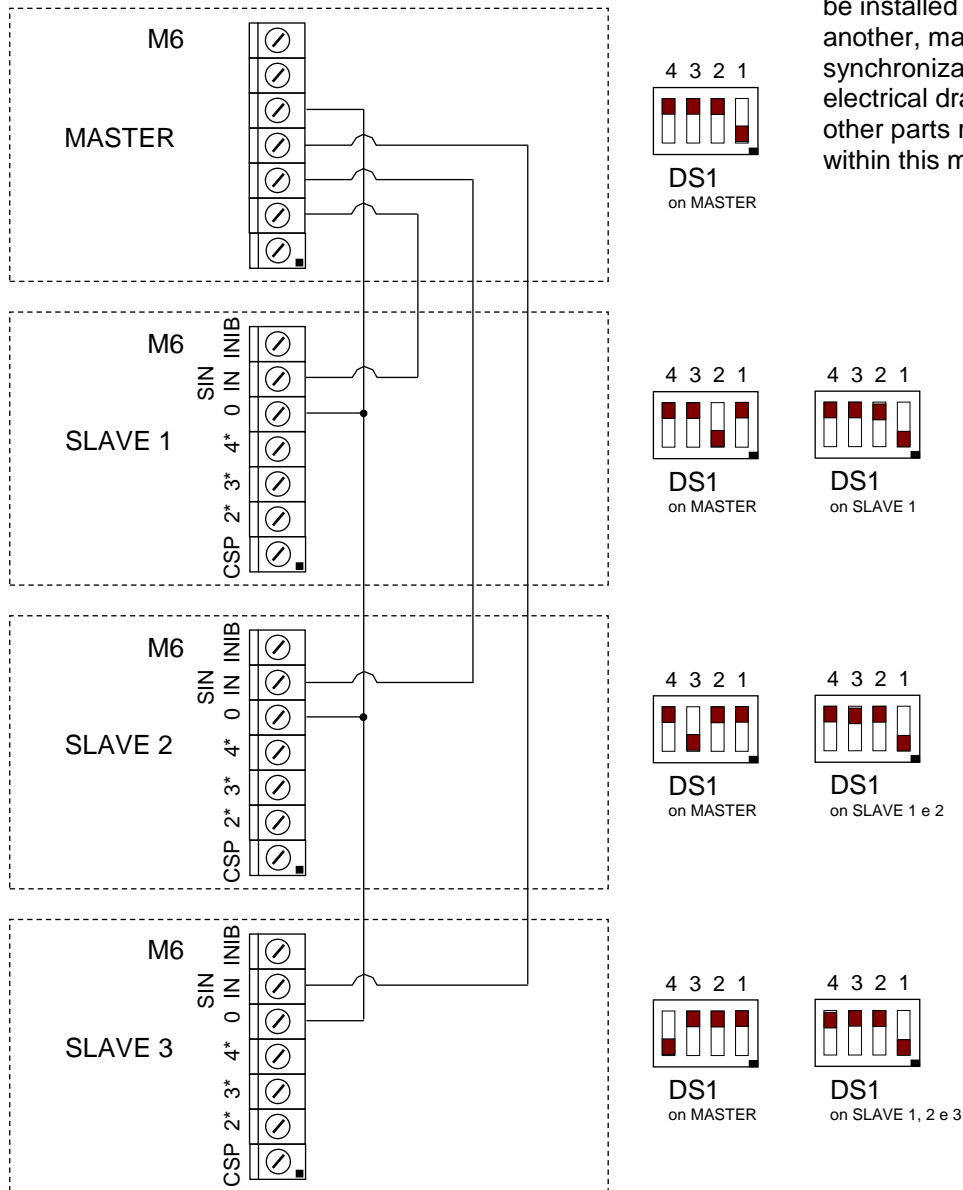 be installed
another, ma
synchroniza
electrical dra
other parts r
within this m
M6
MASTER
4 3 2 1
DS1
on MASTER
M6
SLAVE 1
SIN
INIB
IN
0
4*
3*
2*
CSP
4 3 2 1
DS1
on MASTER
4 3 2 1
DS1
on SLAVE 1
M6
SLAVE 2
SIN
INIB
IN
0
4*
3*
2*
CSP
4 3 2 1
DS1
on MASTER
4 3 2 1
DS1
on SLAVE 1 e 2
M6
SLAVE 3
SIN
INIB
IN
0
4*
3*
2*
CSP
4 3 2 1
DS1
on MASTER
4 3 2 1
DS1
on SLAVE 1, 2 e 3